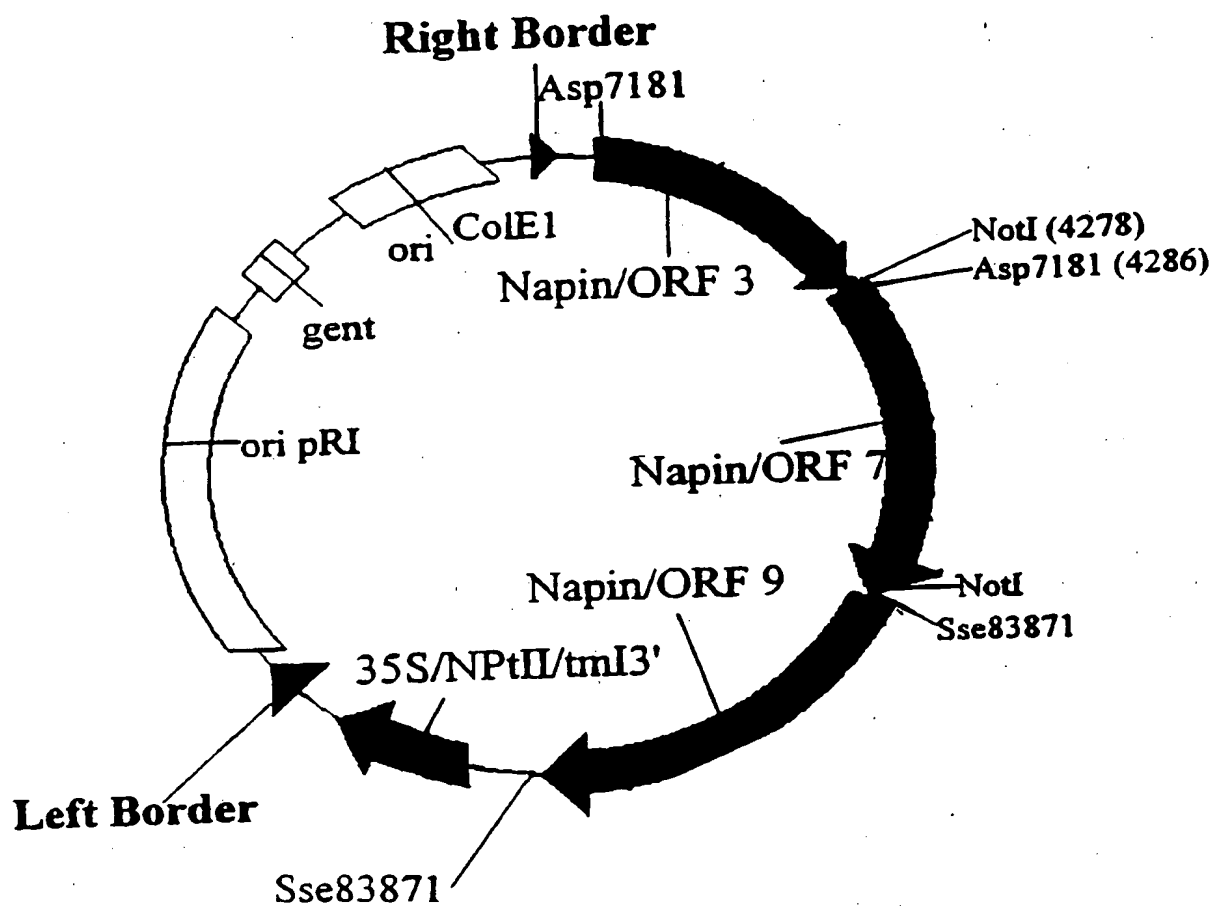 Right Border
Asp7181
ColE1
ori
NotI (4278)
Asp7181 (4286)
Napin/ORF 3
gent
ori pRI
Napin/ORF 7
Napin/ORF 9
NotI
Sse83871
35S/NPtII/tmI3'
Left Border
Sse83871